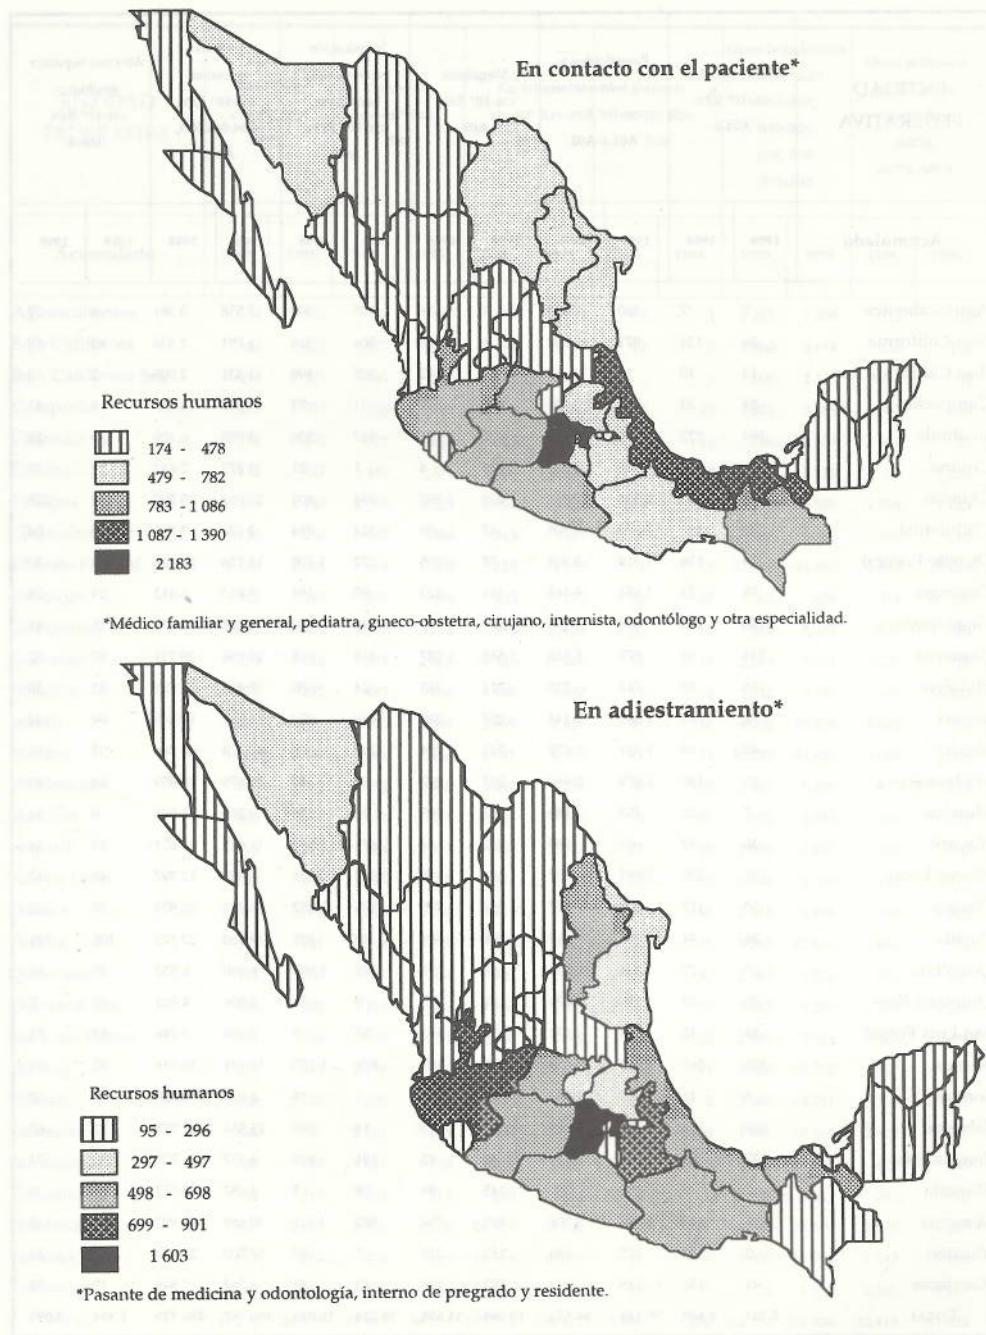 En contacto con el paciente*
Recursos humanos
174 - 478
479 - 782
783 - 1 086
1 087 - 1 390
2 183
*Médico familiar y general, pediatra, gineco-obstetra, cirujano, internista, odontólogo y otra especialidad.
En adiestramiento*
Recursos humanos
95 - 296
297 - 497
498 - 698
699 - 901
1 603
*Pasante de medicina y odontología, interno de pregrado y residente.